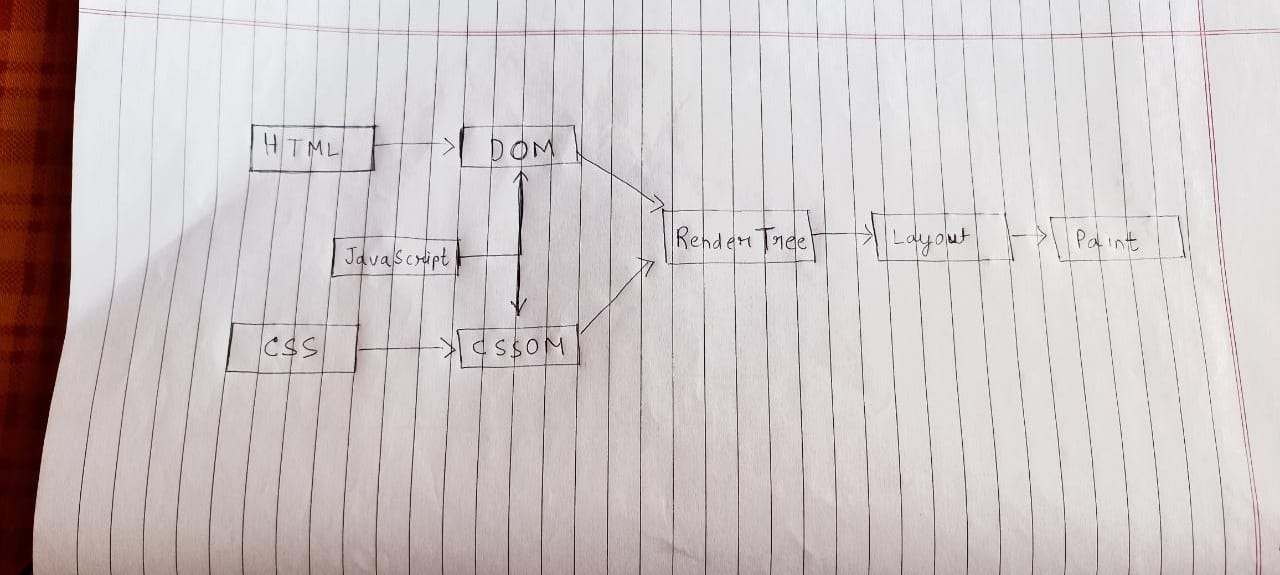 HTML
DOM
JavaScript
Render Tree
Layout
Paint
CSS
CSSOM